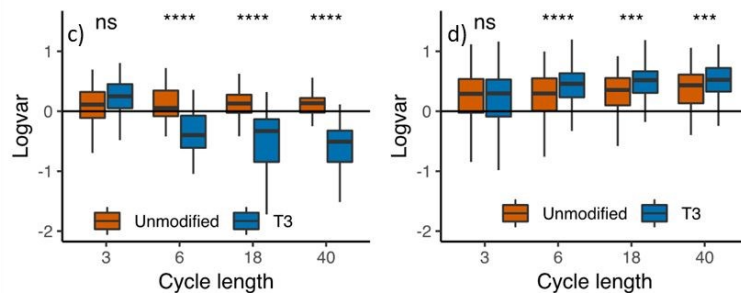 c) ns **** **** ****
Logvar
1
0
-1
-2
Unmodified T3
3 6 18 40
Cycle length
d) ns **** *** ***
Logvar
1
0
-1
-2
Unmodified T3
3 6 18 40
Cycle length